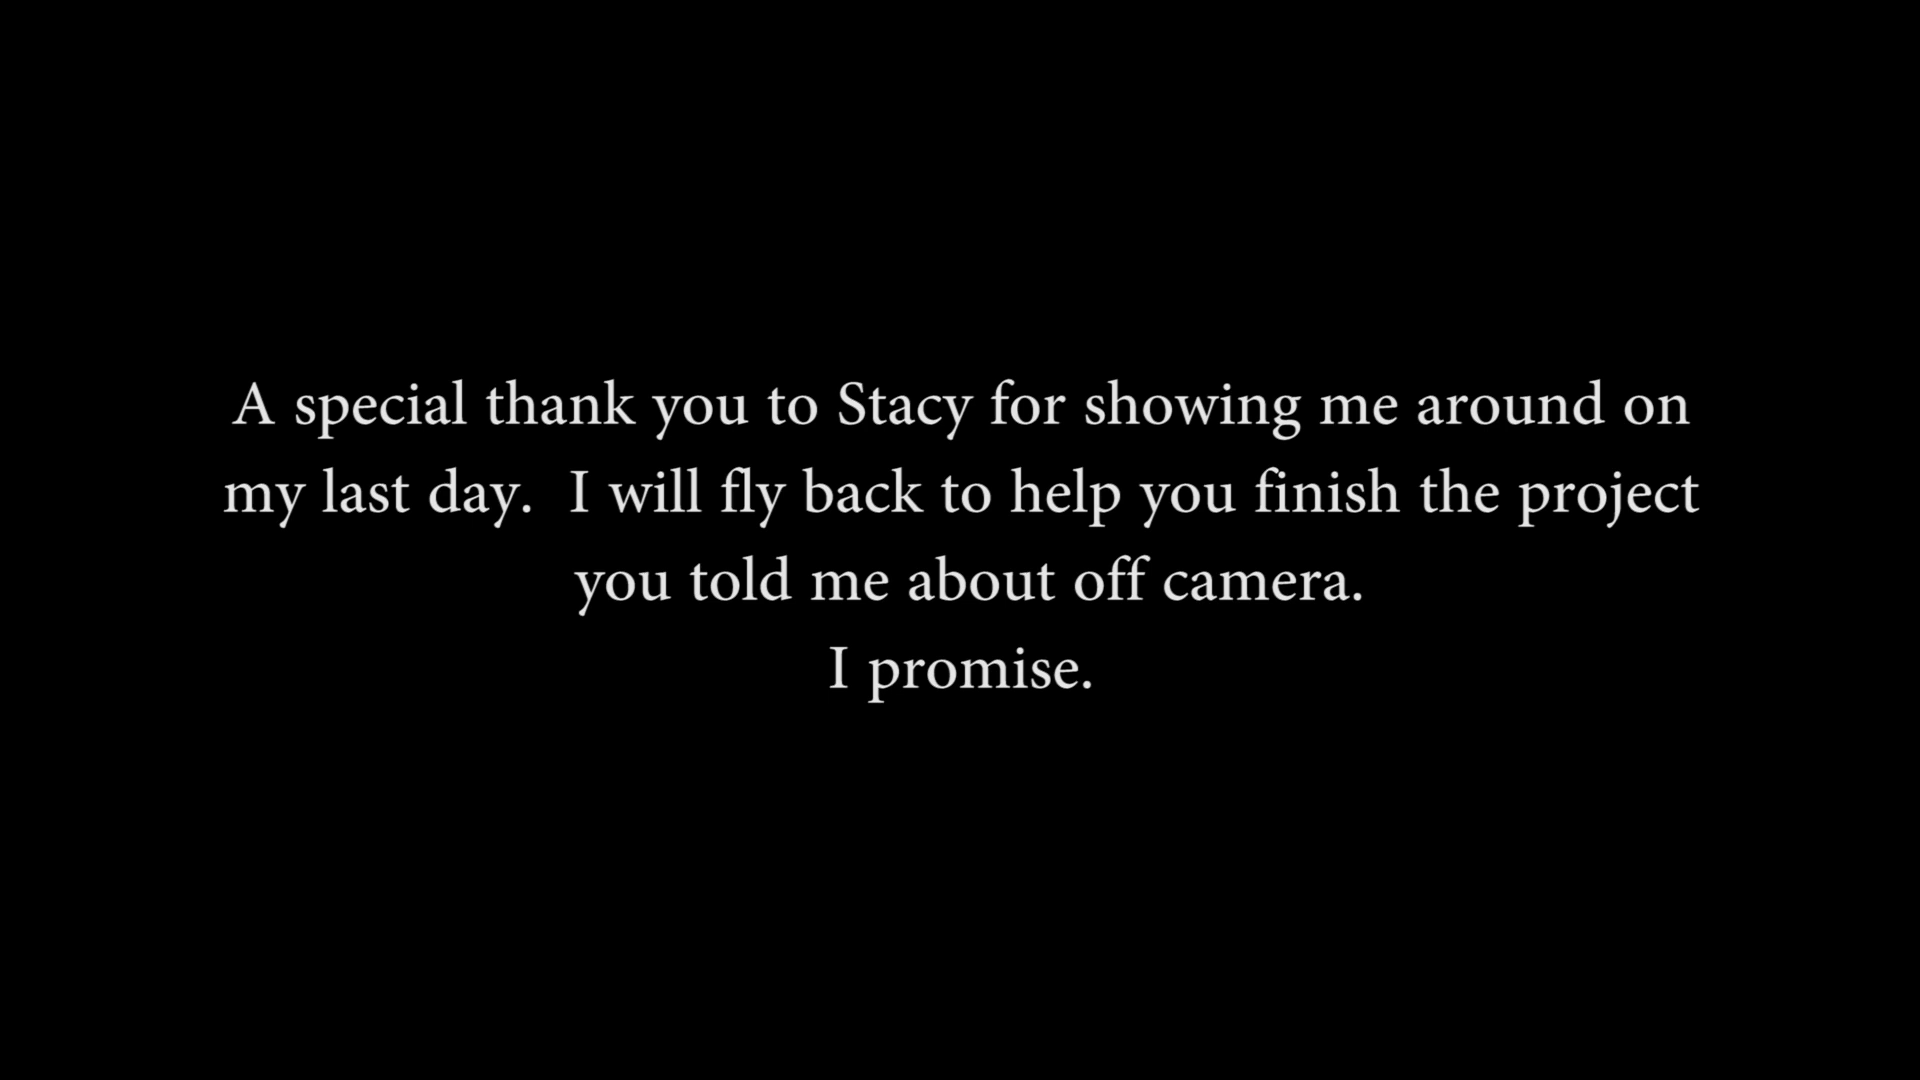 A special thank you to Stacy for showing me around on
my last day.  I will fly back to help you finish the project
you told me about off camera.
I promise.